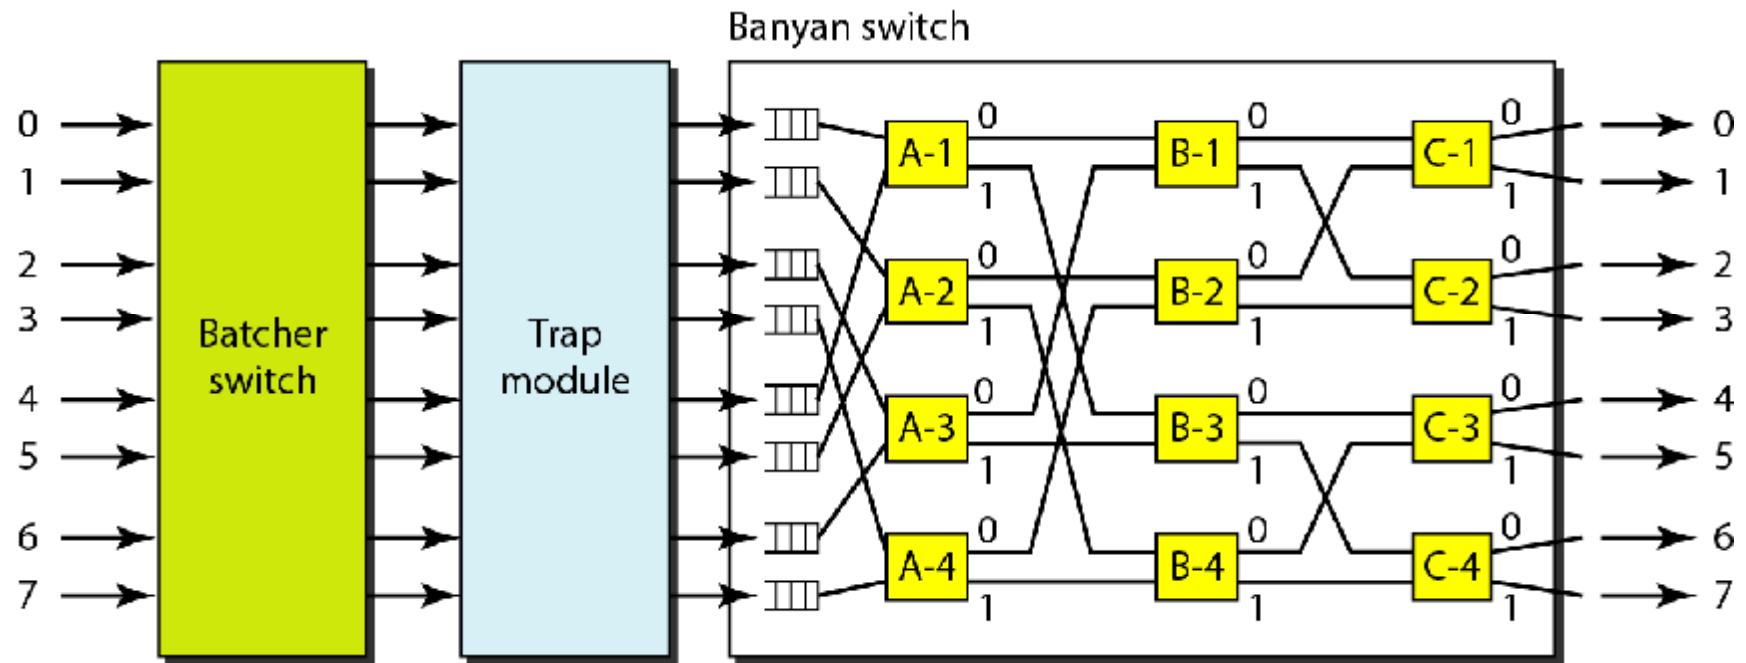 Banyan switch
0 0 0 0 0
A-1 B-1 C-1
1 1 1 1 1
0 0 0
2 2
A-2 B-2 C-2
3 3
1 1 1
Batcher
switch
Trap
module
0 0 0
4 4
A-3 B-3 C-3
5 5
1 1 1
0 0 0
6 6
A-4 B-4 C-4
7 7
1 1 1